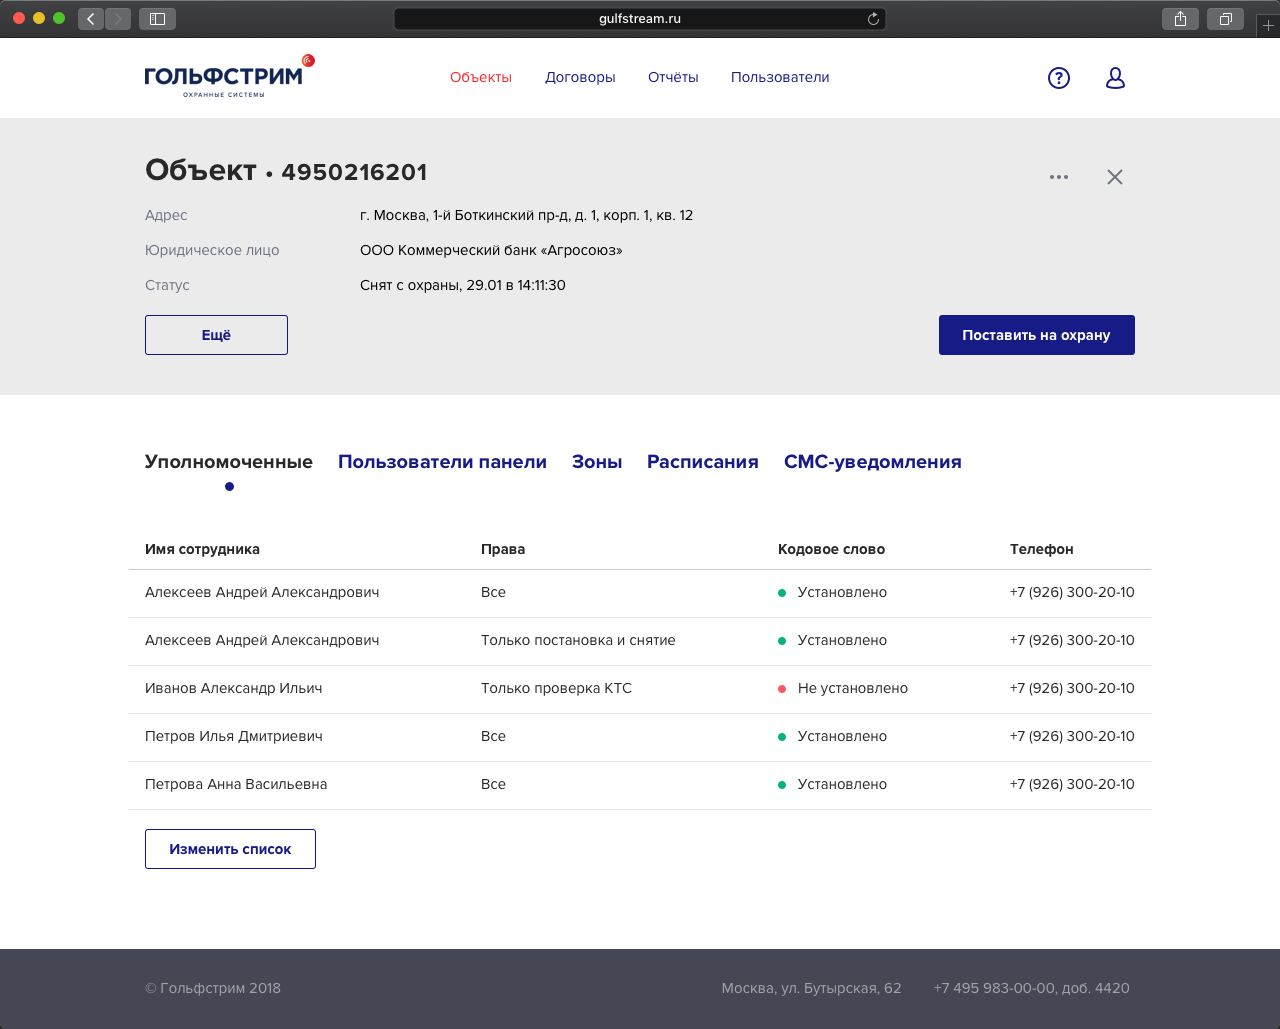 gulfstream.ru
ГОЛЬФСТРИМ
ОХРАННЫЕ СИСТЕМЫ
Объекты Договоры Отчёты Пользователи
Объект • 4950216201
Адрес г. Москва, 1-й Боткинский пр-д, д. 1, корп. 1, кв. 12
Юридическое лицо ООО Коммерческий банк «Агросоюз»
Статус Снят с охраны, 29.01 в 14:11:30
Ещё Поставить на охрану
Уполномоченные Пользователи панели Зоны Расписания СМС-уведомления
Имя сотрудника Права Кодовое слово Телефон
Алексеев Андрей Александрович Все Установлено +7 (926) 300-20-10
Алексеев Андрей Александрович Только постановка и снятие Установлено +7 (926) 300-20-10
Иванов Александр Ильич Только проверка КТС Не установлено +7 (926) 300-20-10
Петров Илья Дмитриевич Все Установлено +7 (926) 300-20-10
Петрова Анна Васильевна Все Установлено +7 (926) 300-20-10
Изменить список
© Гольфстрим 2018 Москва, ул. Бутырская, 62 +7 495 983-00-00, доб. 4420